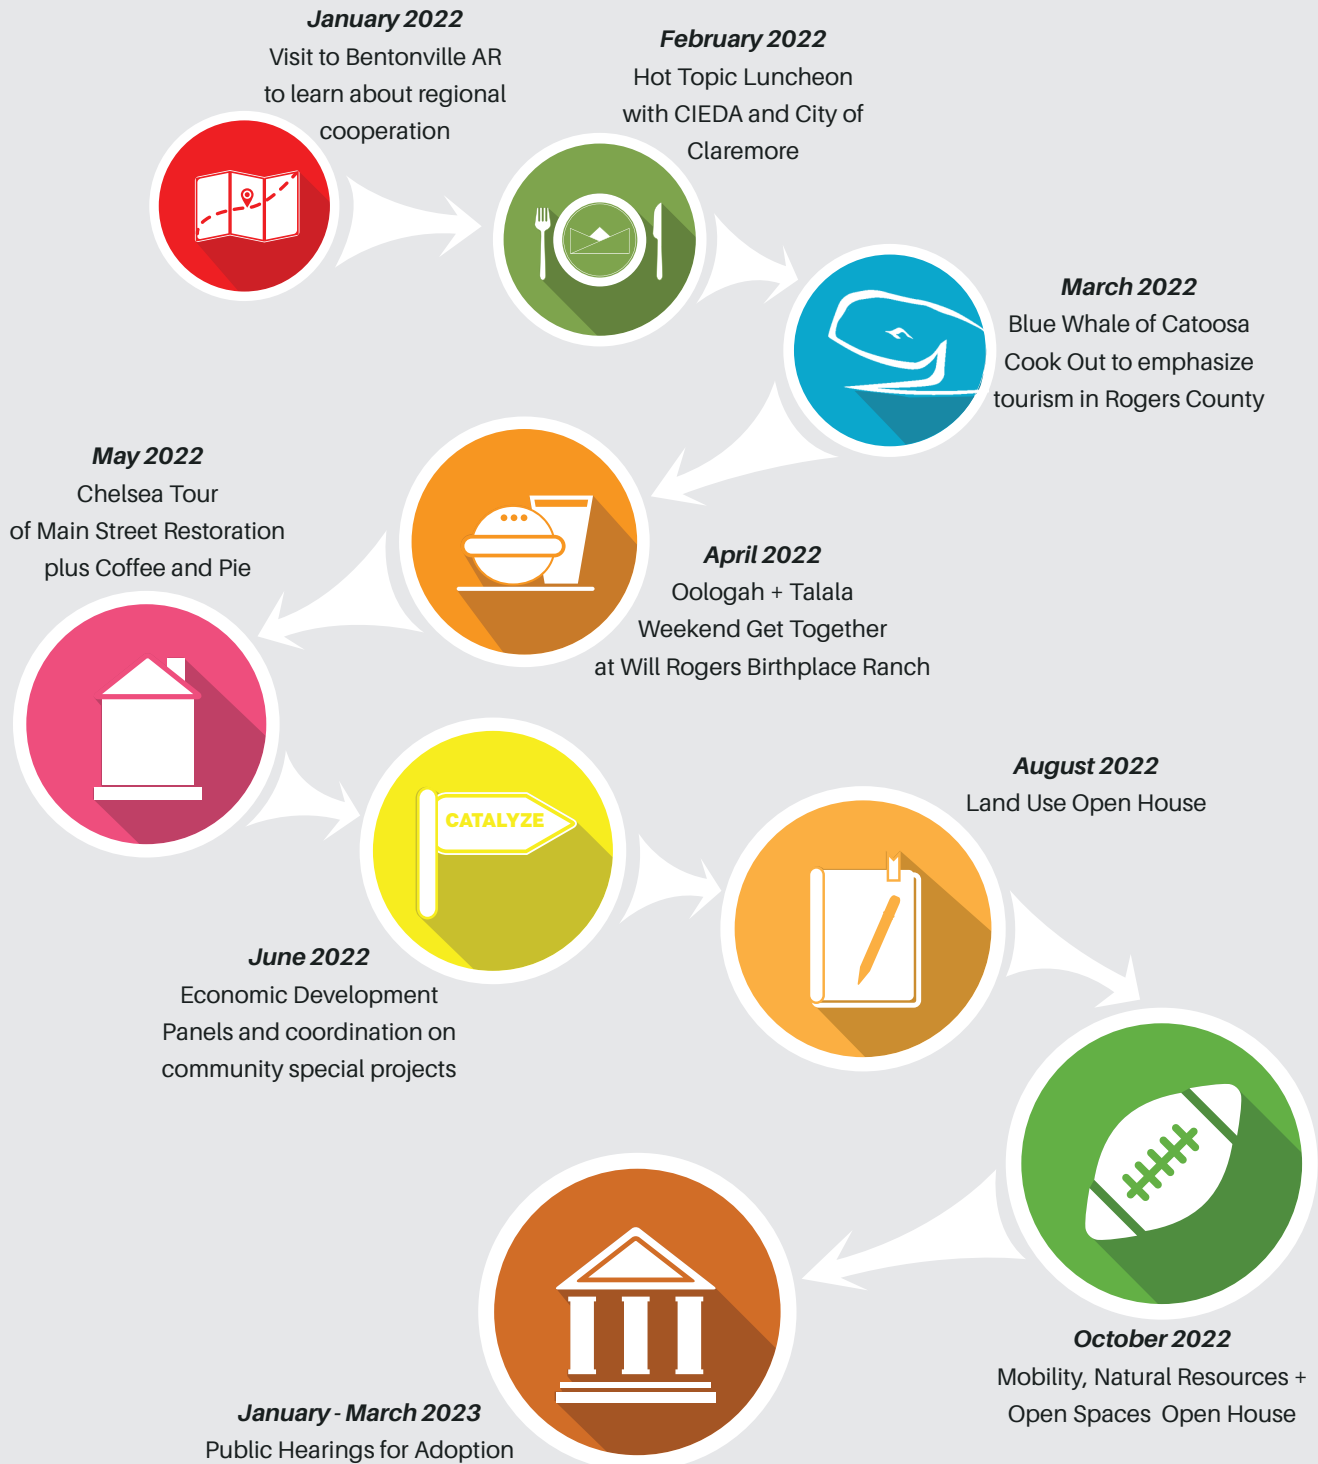 January 2022
Visit to Bentonville AR
to learn about regional
cooperation
February 2022
Hot Topic Luncheon
with CIEDA and City of
Claremore
March 2022
Blue Whale of Catoosa
Cook Out to emphasize
tourism in Rogers County
April 2022
Oologah + Talala
Weekend Get Together
at Will Rogers Birthplace Ranch
May 2022
Chelsea Tour
of Main Street Restoration
plus Coffee and Pie
CATALYZE
June 2022
Economic Development
Panels and coordination on
community special projects
August 2022
Land Use Open House
October 2022
Mobility, Natural Resources +
Open Spaces Open House
January - March 2023
Public Hearings for Adoption